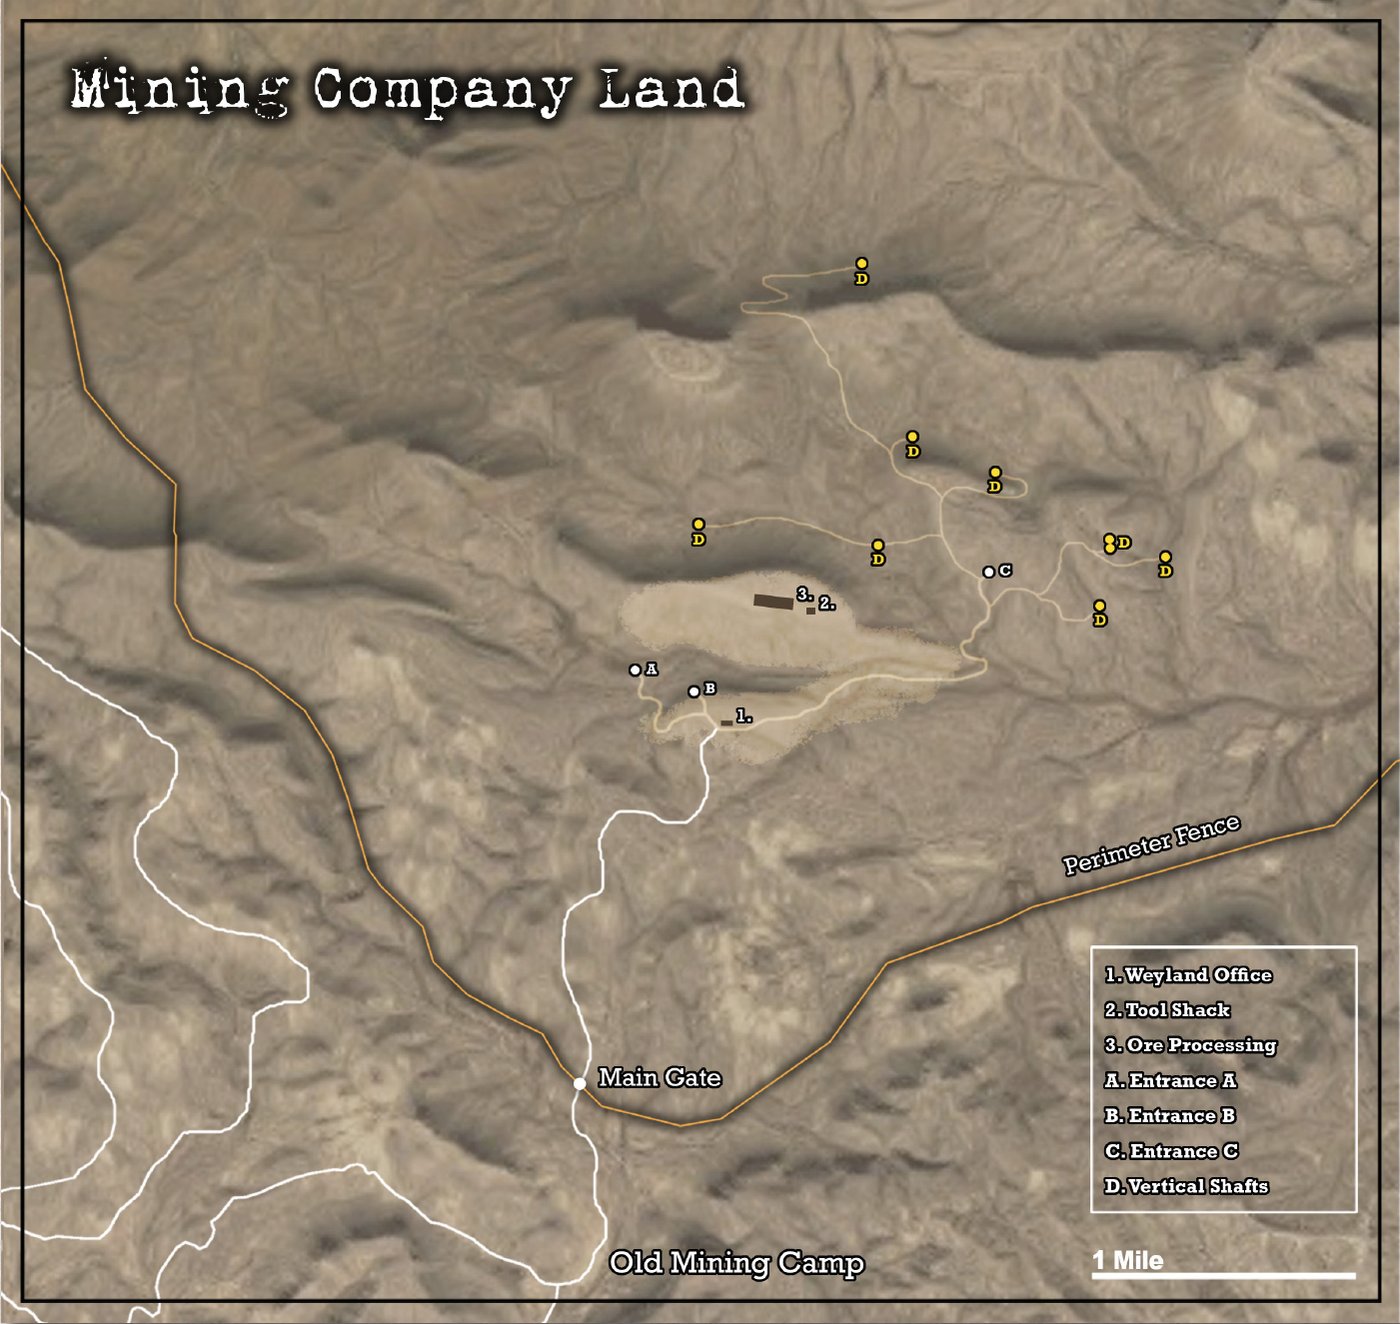 Mining Company Land
D
D
D
D
D
D
D
C
3.
2.
D
A
B
1.
Perimeter Fence
Main Gate
Old Mining Camp
1. Weyland Office
2. Tool Shack
3. Ore Processing
A. Entrance A
B. Entrance B
C. Entrance C
D. Vertical Shafts
1 Mile